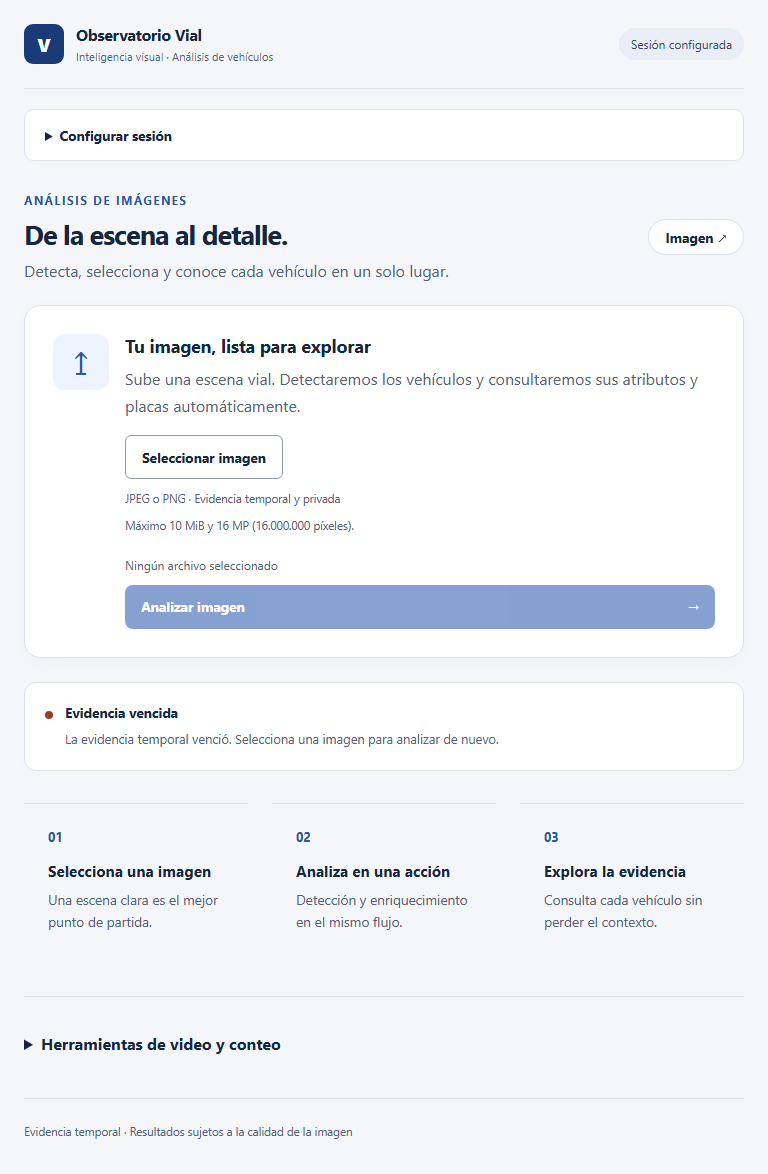 V
Observatorio Vial
Inteligencia visual · Análisis de vehículos
Sesión configurada
▶ Configurar sesión
ANÁLISIS DE IMÁGENES
De la escena al detalle.
Imagen ↗
Detecta, selecciona y conoce cada vehículo en un solo lugar.
↥
Tu imagen, lista para explorar
Sube una escena vial. Detectaremos los vehículos y consultaremos sus atributos y
placas automáticamente.
Seleccionar imagen
JPEG o PNG · Evidencia temporal y privada
Máximo 10 MiB y 16 MP (16.000.000 píxeles).
Ningún archivo seleccionado
Analizar imagen →
Evidencia vencida
La evidencia temporal venció. Selecciona una imagen para analizar de nuevo.
01
Selecciona una imagen
Una escena clara es el mejor
punto de partida.
02
Analiza en una acción
Detección y enriquecimiento
en el mismo flujo.
03
Explora la evidencia
Consulta cada vehículo sin
perder el contexto.
▶ Herramientas de video y conteo
Evidencia temporal · Resultados sujetos a la calidad de la imagen